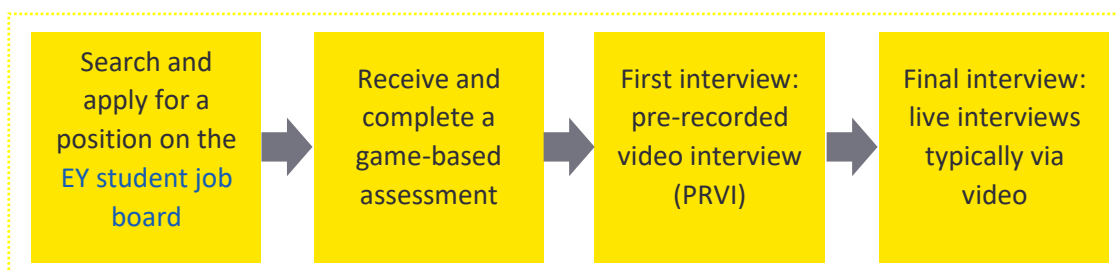 Search and
apply for a
position on the
EY student job
board
Receive and
complete a
game-based
assessment
First interview:
pre-recorded
video interview
(PRVI)
Final interview:
live interviews
typically via
video